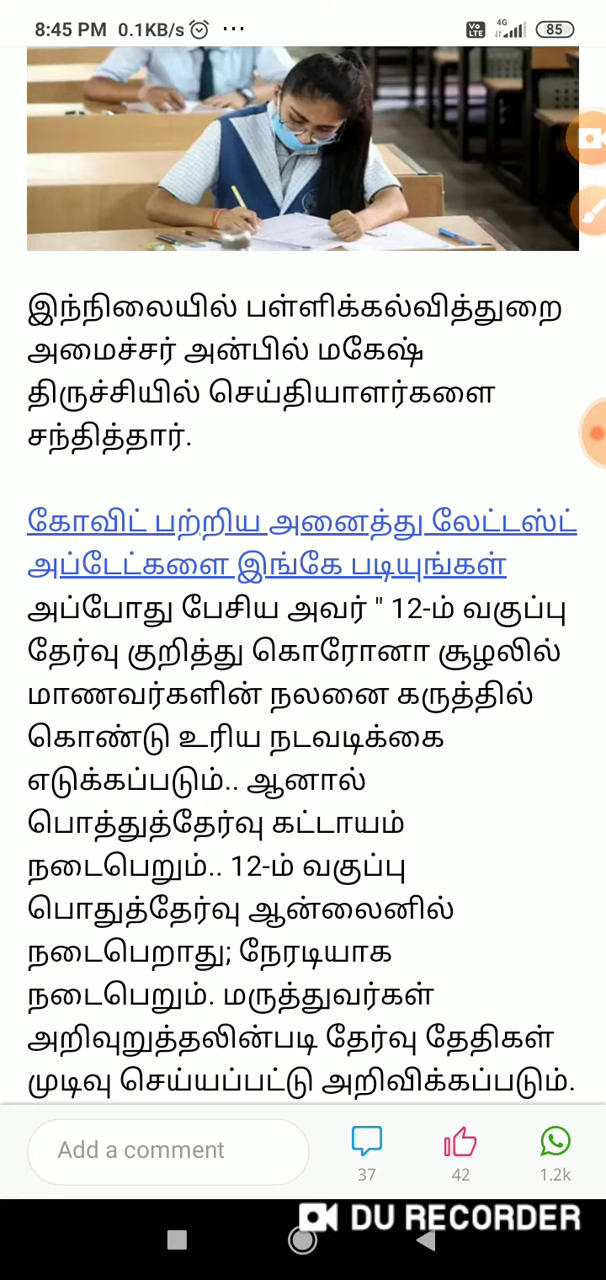 8:45 PM 0.1KB/s ... Vo LTE 4G 85
இந்நிலையில் பள்ளிக்கல்வித்துறை
அமைச்சர் அன்பில் மகேஷ்
திருச்சியில் செய்தியாளர்களை
சந்தித்தார்.
கோவிட் பற்றிய அனைத்து லேட்டஸ்ட்
அப்டேட்களை இங்கே படியுங்கள்
அப்போது பேசிய அவர் " 12-ம் வகுப்பு
தேர்வு குறித்து கொரோனா சூழலில்
மாணவர்களின் நலனை கருத்தில்
கொண்டு உரிய நடவடிக்கை
எடுக்கப்படும்.. ஆனால்
பொத்துத்தேர்வு கட்டாயம்
நடைபெறும்.. 12-ம் வகுப்பு
பொதுத்தேர்வு ஆன்லைனில்
நடைபெறாது; நேரடியாக
நடைபெறும். மருத்துவர்கள்
அறிவுறுத்தலின்படி தேர்வு தேதிகள்
முடிவு செய்யப்பட்டு அறிவிக்கப்படும்.
Add a comment
37 42 1.2k
DU RECORDER